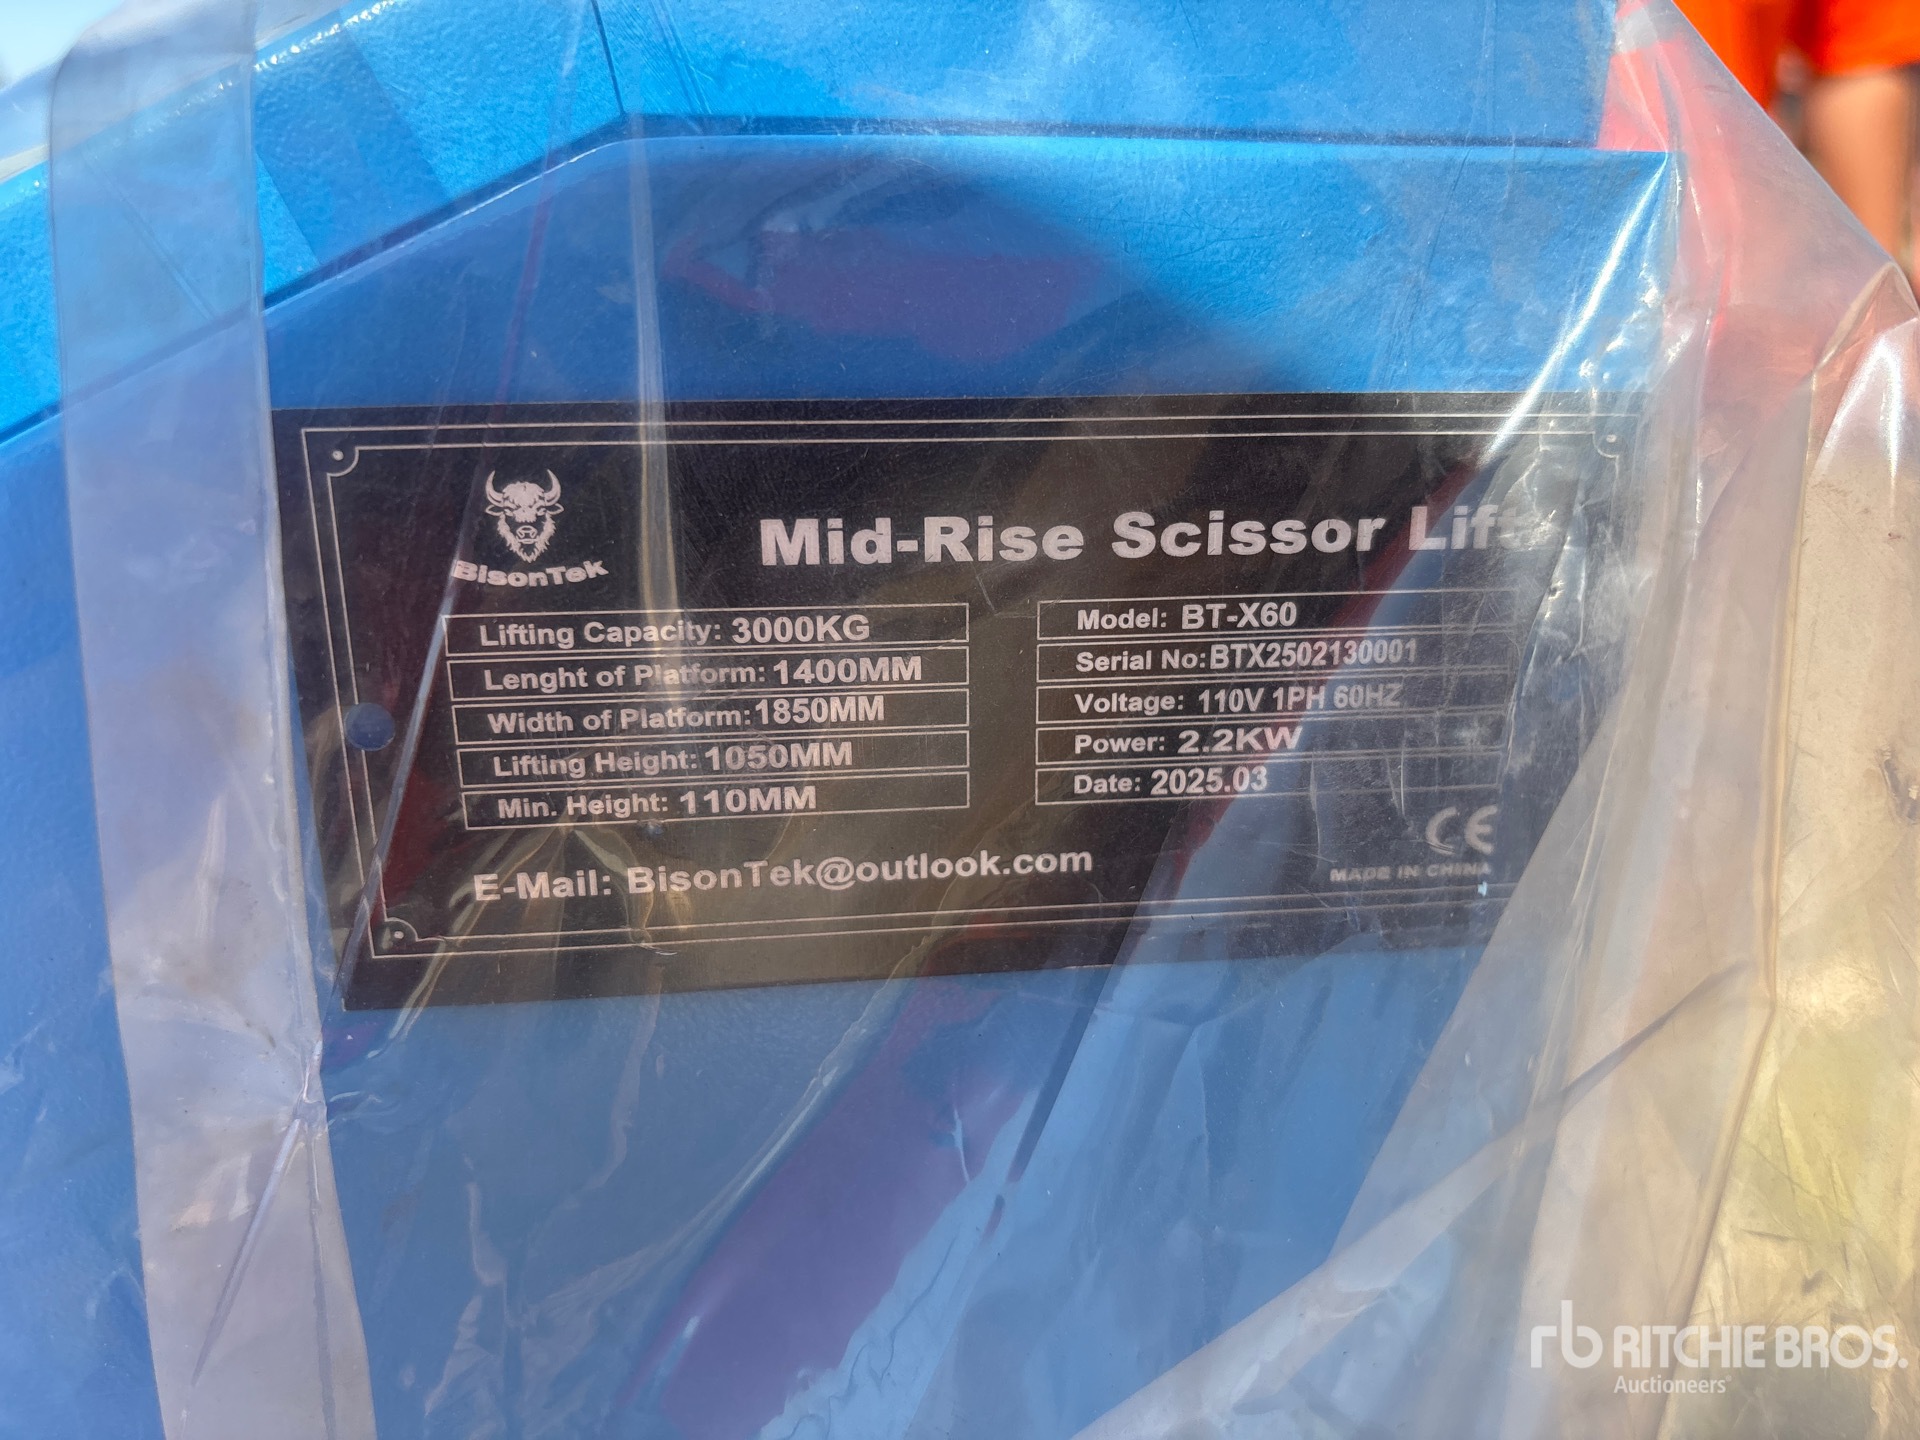 BisonTek
Mid-Rise Scissor Lift
Lifting Capacity: 3000KG
Lenght of Platform: 1400MM
Width of Platform: 1850MM
Lifting Height: 1050MM
Min. Height: 110MM
Model: BT-X60
Serial No: BTX2502130001
Voltage: 110V 1PH 60HZ
Power: 2.2KW
Date: 2025.03
CE
MADE IN CHINA
E-Mail: BisonTek@outlook.com
rb RITCHIE BROS.
Auctioneers